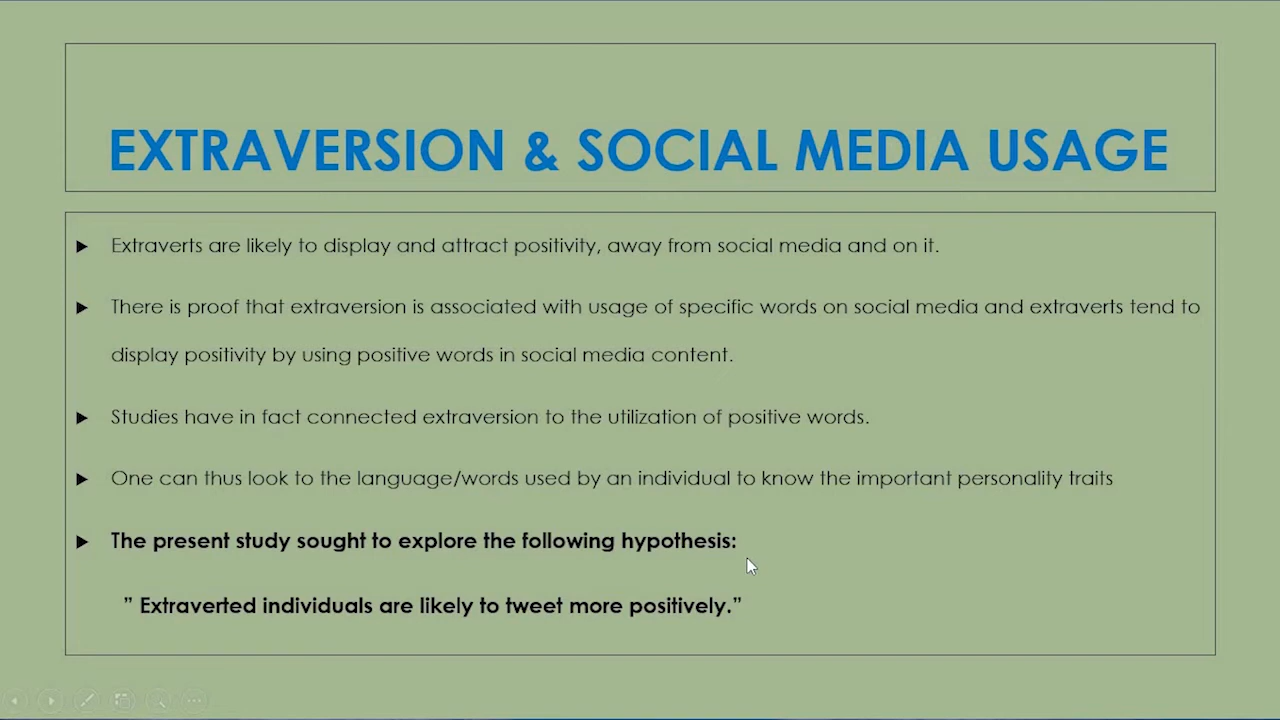 EXTRAVERSION & SOCIAL MEDIA USAGE
Extraverts are likely to display and attract positivity, away from social media and on it.
There is proof that extraversion is associated with usage of specific words on social media and extraverts tend to
display positivity by using positive words in social media content.
Studies have in fact connected extraversion to the utilization of positive words.
One can thus look to the language/words used by an individual to know the important personality traits
The present study sought to explore the following hypothesis:
” Extraverted individuals are likely to tweet more positively.”